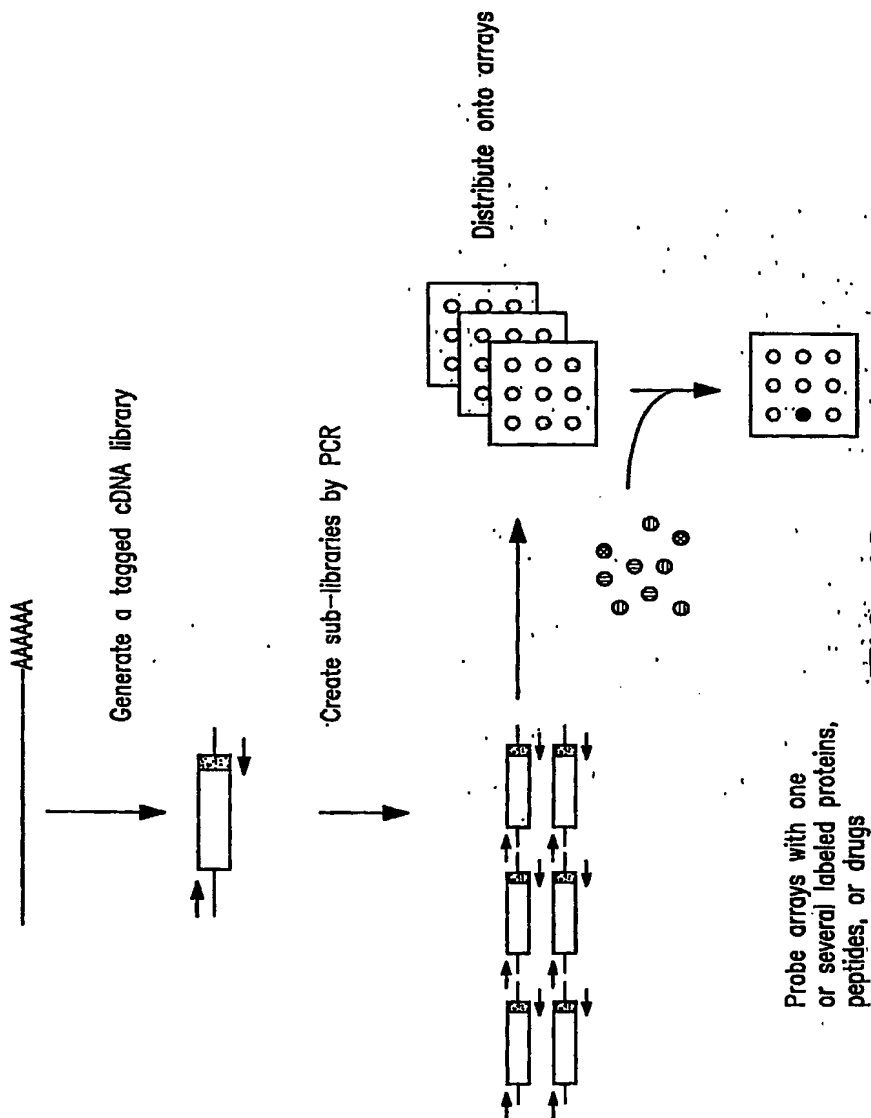 AAAAAA
Generate a tagged cDNA library
Create sub-libraries by PCR
Distribute onto arrays
Probe arrays with one
or several labeled proteins,
peptides, or drugs